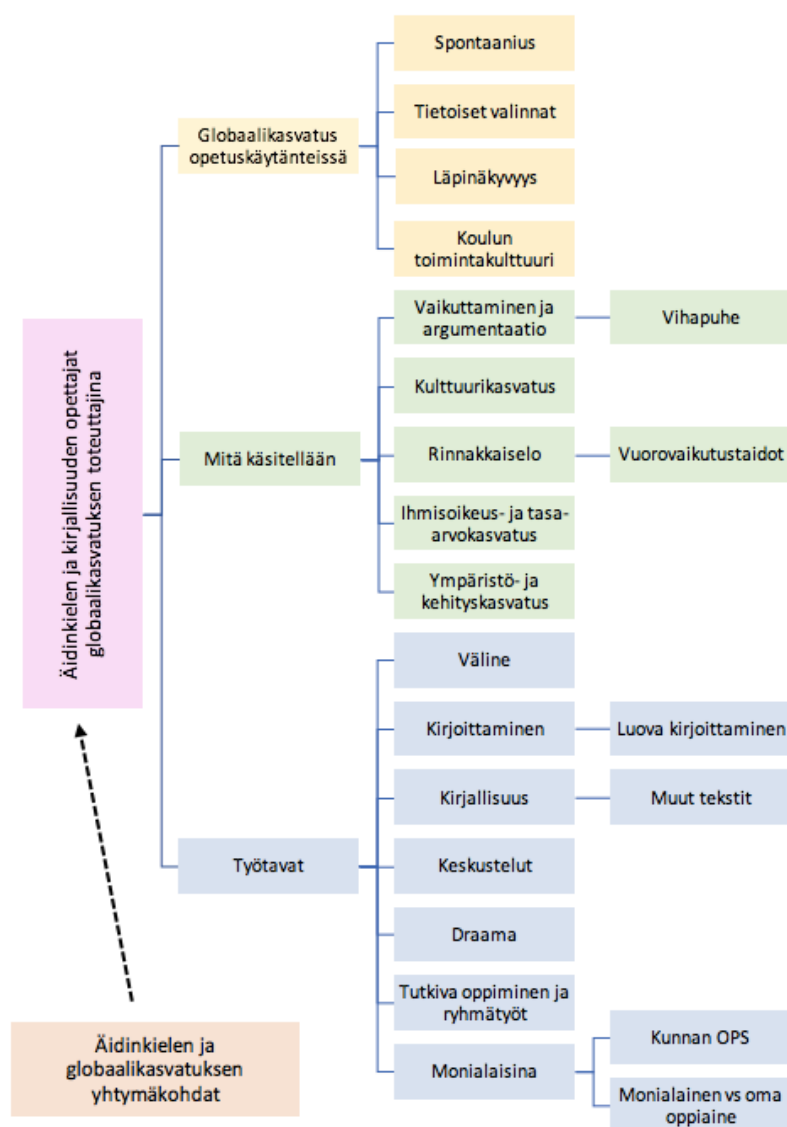 Äidinkielen ja kirjallisuuden opettajat
globaalikasvatuksen toteuttajina
Globaalikasvatus
opetuskäytänteissä
Spontaanius
Tietoiset valinnat
Läpinäkyvyys
Koulun
toimintakulttuuri
Mitä käsitellään
Vaikuttaminen ja
argumentaatio
Vihapuhe
Kulttuurikasvatus
Rinnakkaiselo
Vuorovaikutustaidot
Ihmisoikeus- ja tasa-
arvokasvatus
Ympäristö- ja
kehityskasvatus
Työtavat
Väline
Kirjoittaminen
Luova kirjoittaminen
Kirjallisuus
Muut tekstit
Keskustelut
Draama
Tutkiva oppiminen ja
ryhmätyöt
Monialaisina
Kunnan OPS
Monialainen vs oma
oppiaine
Äidinkielen ja
globaalikasvatuksen
yhtymäkohdat